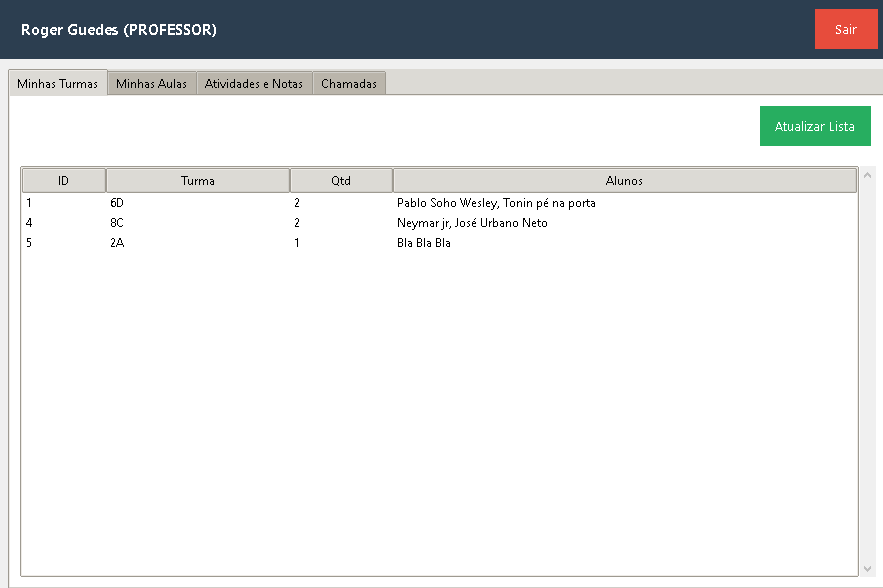 Roger Guedes (PROFESSOR) Sair
Minhas Turmas Minhas Aulas Atividades e Notas Chamadas
Atualizar Lista
ID Turma Qtd Alunos
1 6D 2 Pablo Soho Wesley, Tonin pé na porta
4 8C 2 Neymar jr, José Urbano Neto
5 2A 1 Bla Bla Bla